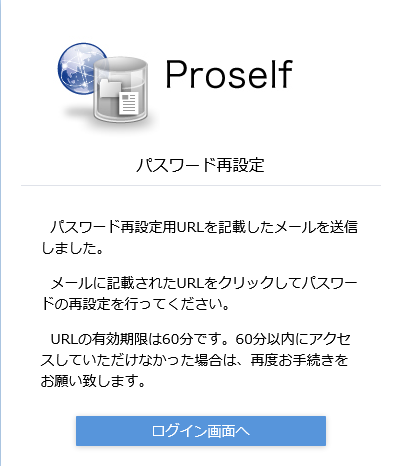 Proself
パスワード再設定
パスワード再設定用URLを記載したメールを送信
しました。
メールに記載されたURLをクリックしてパスワー
ドの再設定を行ってください。
URLの有効期限は60分です。60分以内にアクセ
スしていただけなかった場合は、再度お手続きを
お願い致します。
ログイン画面へ